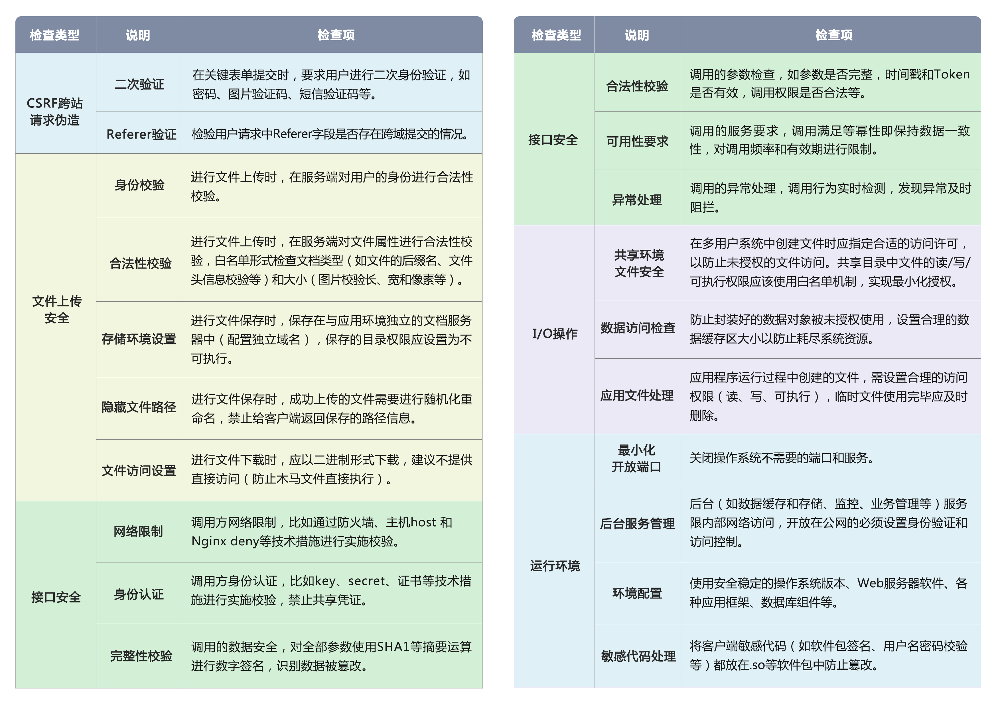 检查类型
说明
检查项
CSRF跨站
请求伪造
二次验证
在关键表单提交时，要求用户进行二次身份验证，如
密码、图片验证码、短信验证码等。
Referer验证
检验用户请求中Referer字段是否存在跨域提交的情况。
文件上传
安全
身份校验
进行文件上传时，在服务端对用户的身份进行合法性
校验。
合法性校验
进行文件上传时，在服务端对文件属性进行合法性校
验，白名单形式检查文档类型（如文件的后缀名、文件
头信息校验等）和大小（图片校验长、宽和像素等）。
存储环境设置
进行文件保存时，保存在与应用环境独立的文档服务
器中（配置独立域名），保存的目录权限应设置为不
可执行。
隐藏文件路径
进行文件保存时，成功上传的文件需要进行随机化重
命名，禁止给客户端返回保存的路径信息。
文件访问设置
进行文件下载时，应以二进制形式下载，建议不提供
直接访问（防止木马文件直接执行）。
接口安全
网络限制
调用方网络限制，比如通过防火墙、主机host 和
Nginx deny等技术措施进行实施校验。
身份认证
调用方身份认证，比如key、secret、证书等技术措
施进行实施校验，禁止共享凭证。
完整性校验
调用的数据安全，对全部参数使用SHA1等摘要运算
进行数字签名，识别数据被篡改。
检查类型
说明
检查项
接口安全
合法性校验
调用的参数检查，如参数是否完整，时间戳和Token
是否有效，调用权限是否合法等。
可用性要求
调用的服务要求，调用满足等幂性即保持数据一致
性，对调用频率和有效期进行限制。
异常处理
调用的异常处理，调用行为实时检测，发现异常及时
阻拦。
I/O操作
共享环境
文件安全
在多用户系统中创建文件时应指定合适的访问许可，
以防止未授权的文件访问。共享目录中文件的读/写/
可执行权限应该使用白名单机制，实现最小化授权。
数据访问检查
防止封装好的数据对象被未授权使用，设置合理的数
据缓存区大小以防止耗尽系统资源。
应用文件处理
应用程序运行过程中创建的文件，需设置合理的访问
权限（读、写、可执行），临时文件使用完毕应及时
删除。
运行环境
最小化
开放端口
关闭操作系统不需要的端口和服务。
后台服务管理
后台（如数据缓存和存储、监控、业务管理等）服务
限内部网络访问，开放在公网的必须设置身份验证和
访问控制。
环境配置
使用安全稳定的操作系统版本、Web服务器软件、各
种应用框架、数据库组件等。
敏感代码处理
将客户端敏感代码（如软件包签名、用户名密码校验
等）都放在.so等软件包中防止篡改。